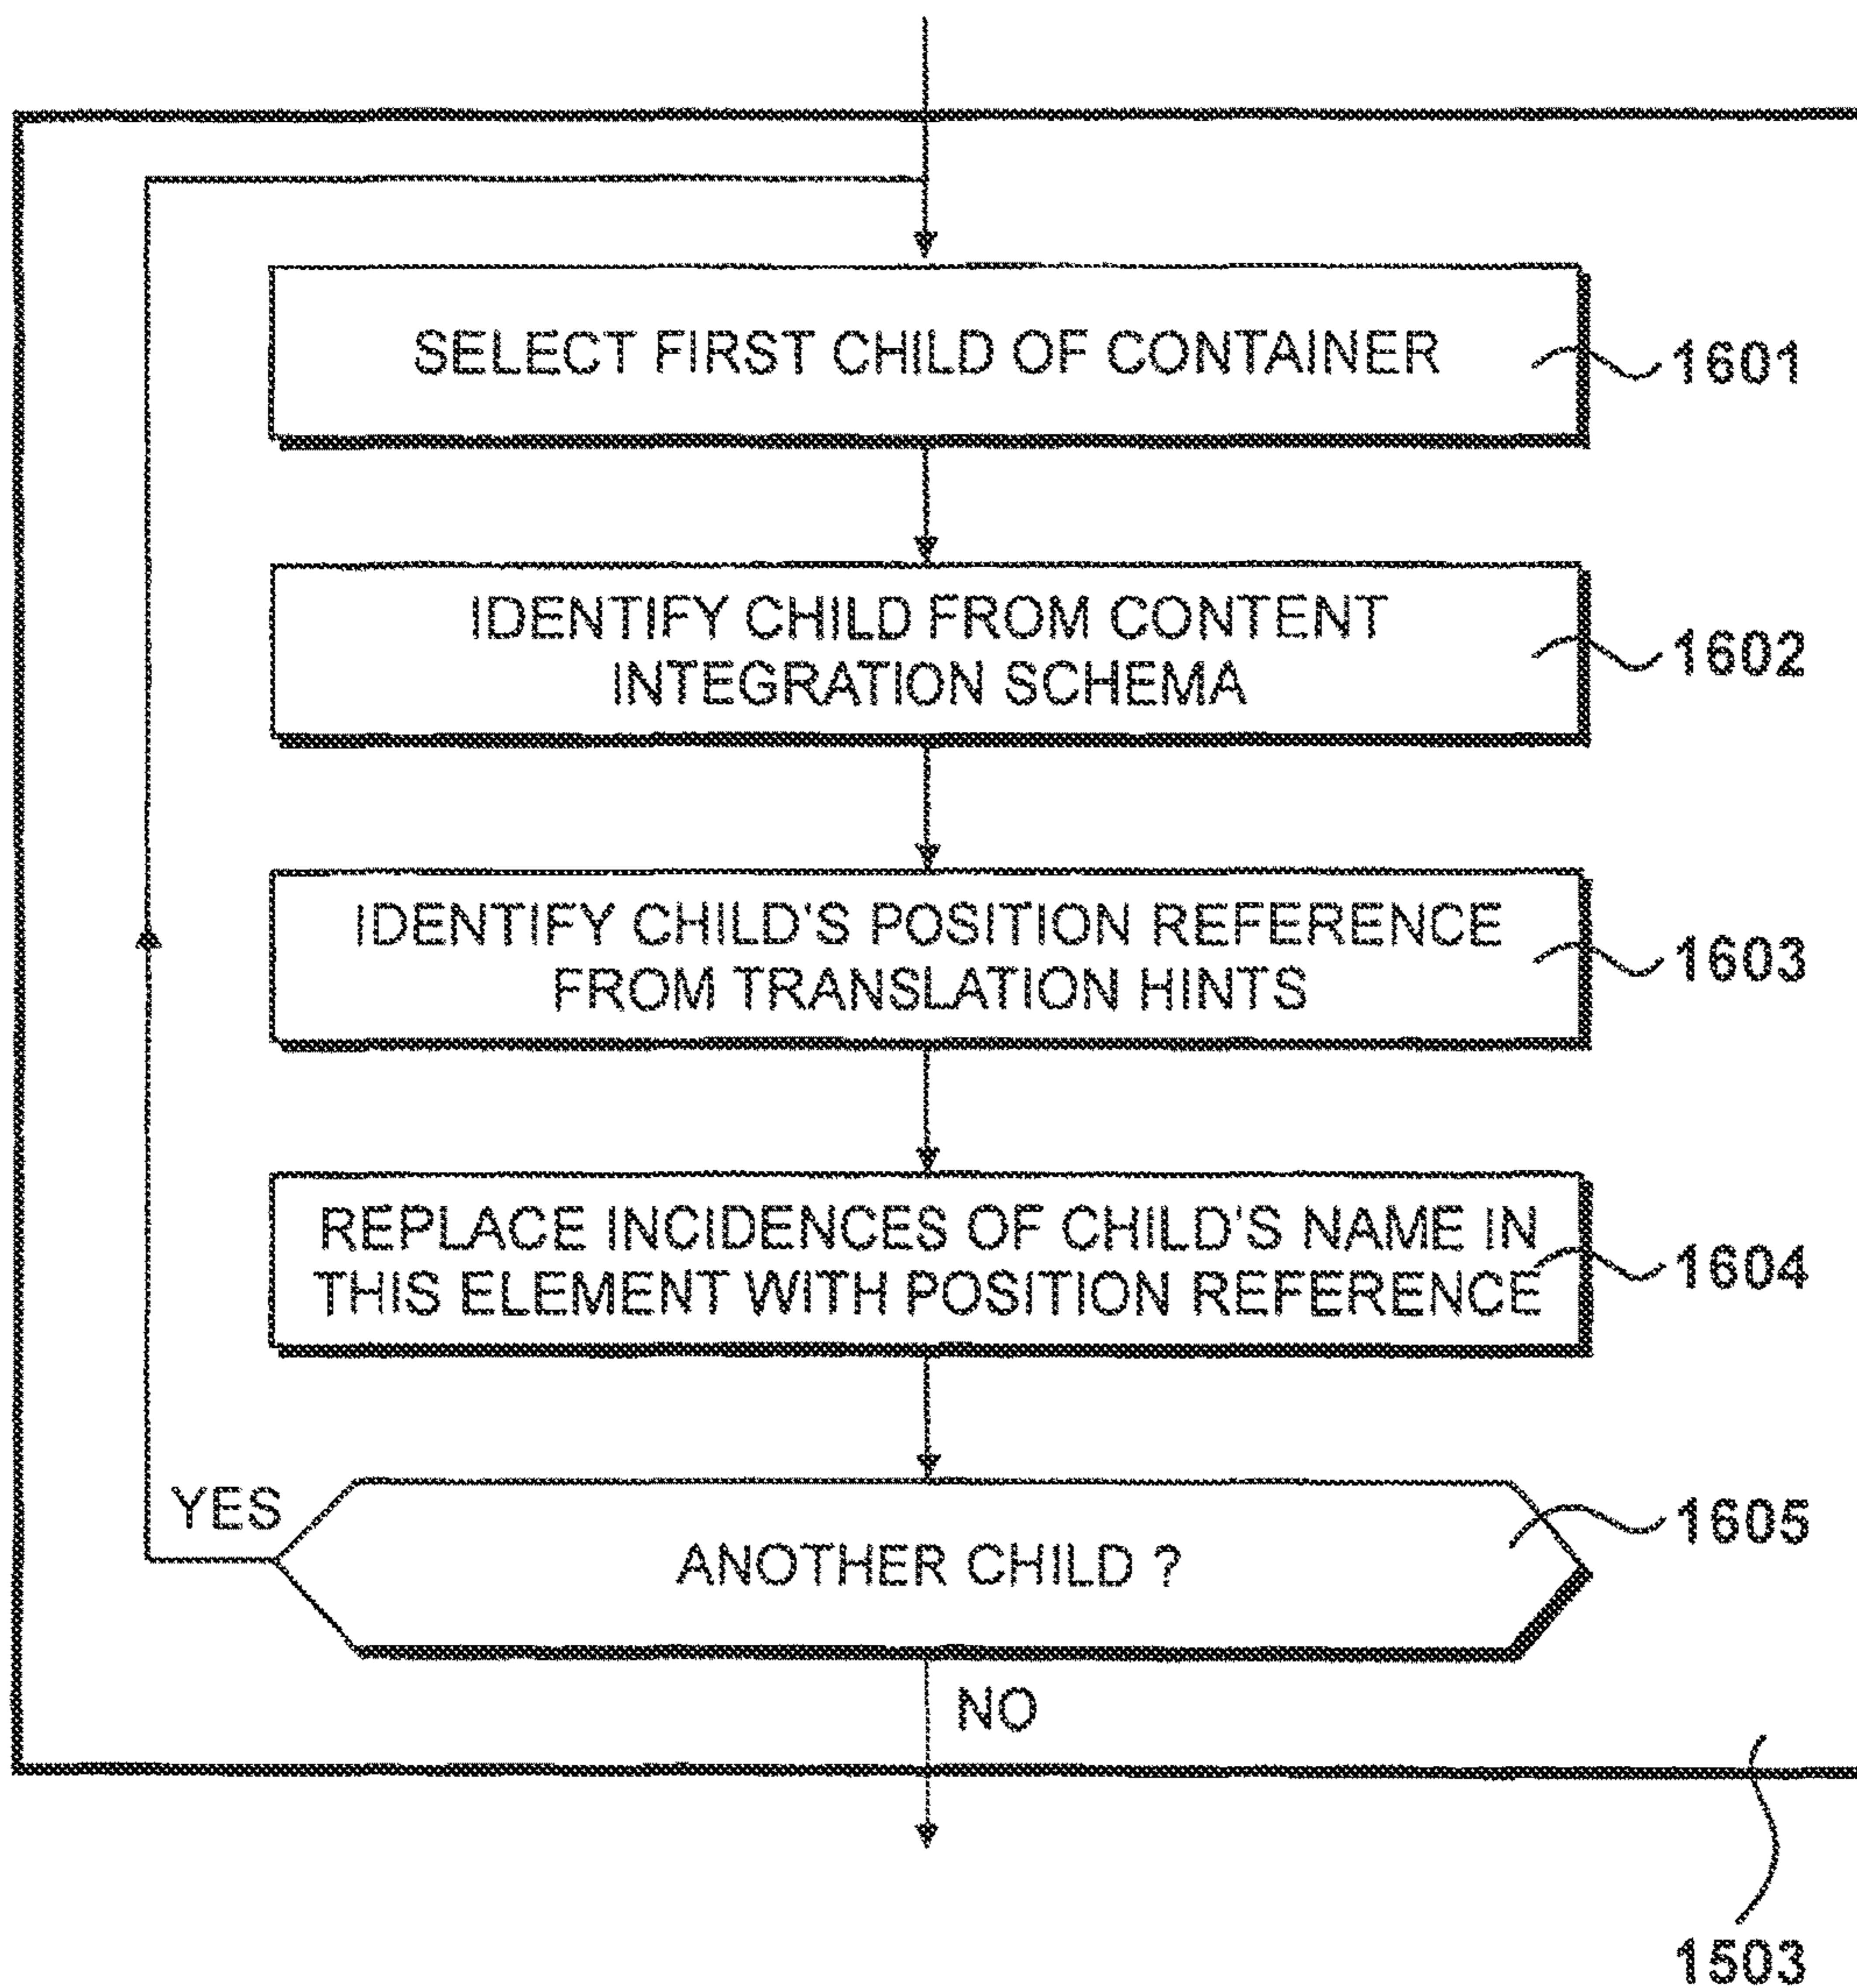 SELECT FIRST CHILD OF CONTAINER
1601
IDENTIFY CHILD FROM CONTENT
INTEGRATION SCHEMA
1602
IDENTIFY CHILD'S POSITION REFERENCE
FROM TRANSLATION HINTS
1603
REPLACE INCIDENCES OF CHILD'S NAME IN
THIS ELEMENT WITH POSITION REFERENCE
1604
YES
ANOTHER CHILD ?
1605
NO
1503